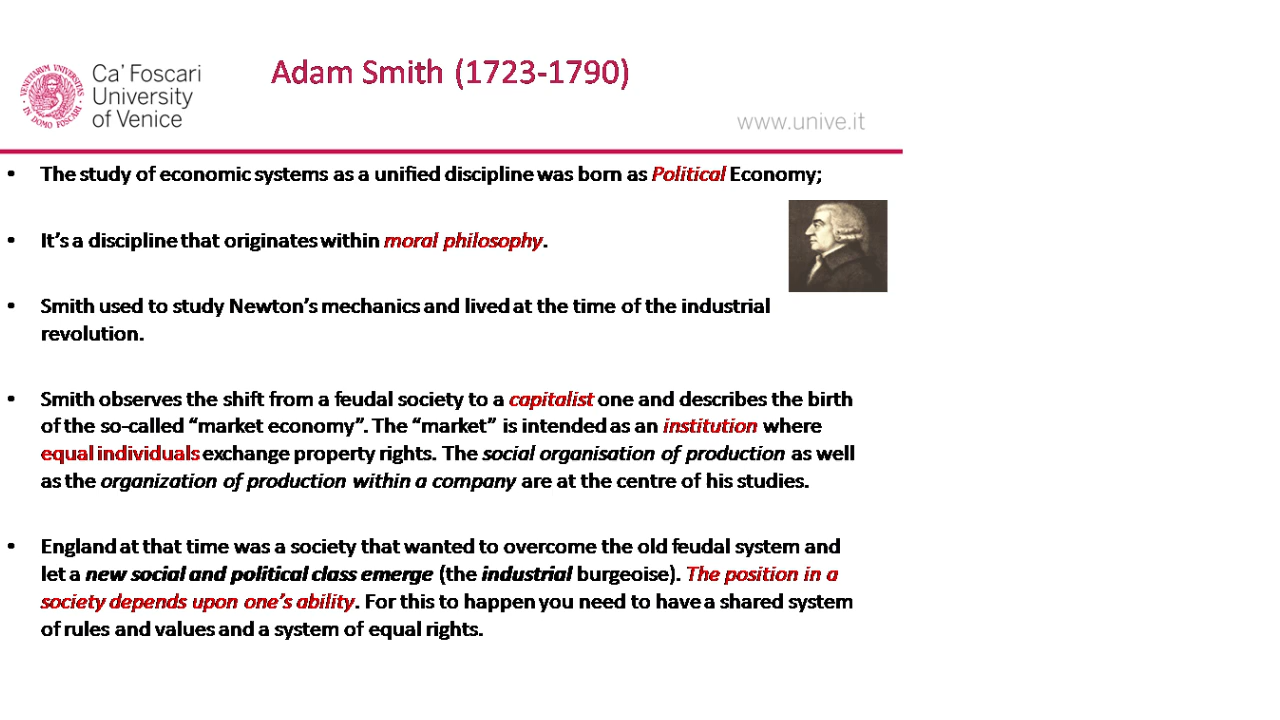 Adam Smith (1723-1790)
Ca' Foscari
University
of Venice
VENETIARUM UNIVERSITAS
IN DOMO FOSCARI
www.unive.it
• The study of economic systems as a unified discipline was born as Political Economy;
• It's a discipline that originates within moral philosophy.
• Smith used to study Newton's mechanics and lived at the time of the industrial
revolution.
• Smith observes the shift from a feudal society to a capitalist one and describes the birth
of the so-called “market economy”. The “market” is intended as an institution where
equal individuals exchange property rights. The social organisation of production as well
as the organization of production within a company are at the centre of his studies.
• England at that time was a society that wanted to overcome the old feudal system and
let a new social and political class emerge (the industrial burgeoise). The position in a
society depends upon one's ability. For this to happen you need to have a shared system
of rules and values and a system of equal rights.